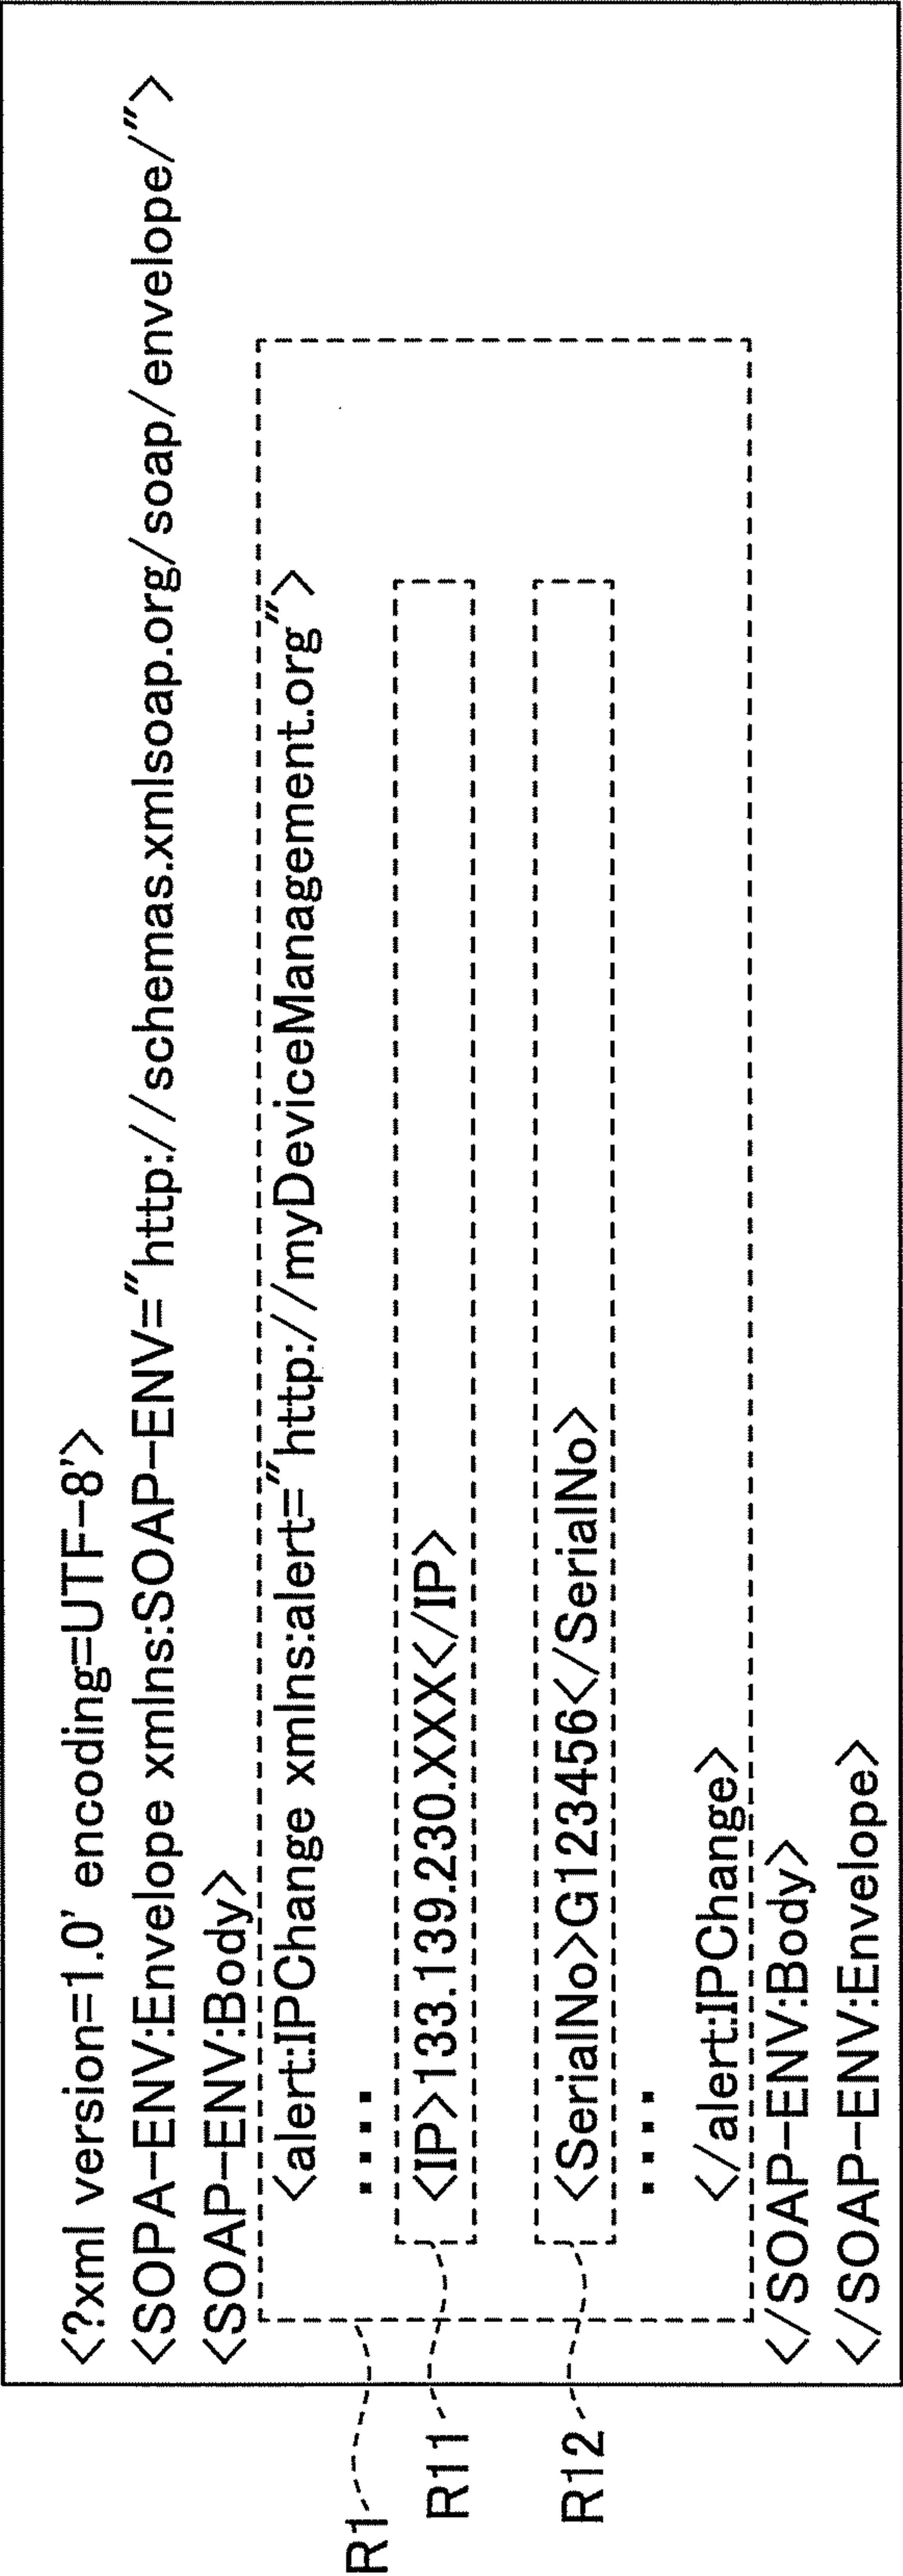 <?xml version=1.0' encoding=UTF-8'>
<SOPA-ENV:Envelope xmlns:SOAP-ENV="http://schemas.xmlsoap.org/soap/envelope/">
<SOAP-ENV:Body>
R1
<alert:IPChange xmlns:alert="http://myDeviceManagement.org">
....
R11
<IP>133.139.230.XXX</IP>
R12
<SerialNo>G123456</SerialNo>
....
</alert:IPChange>
</SOAP-ENV:Body>
</SOAP-ENV:Envelope>